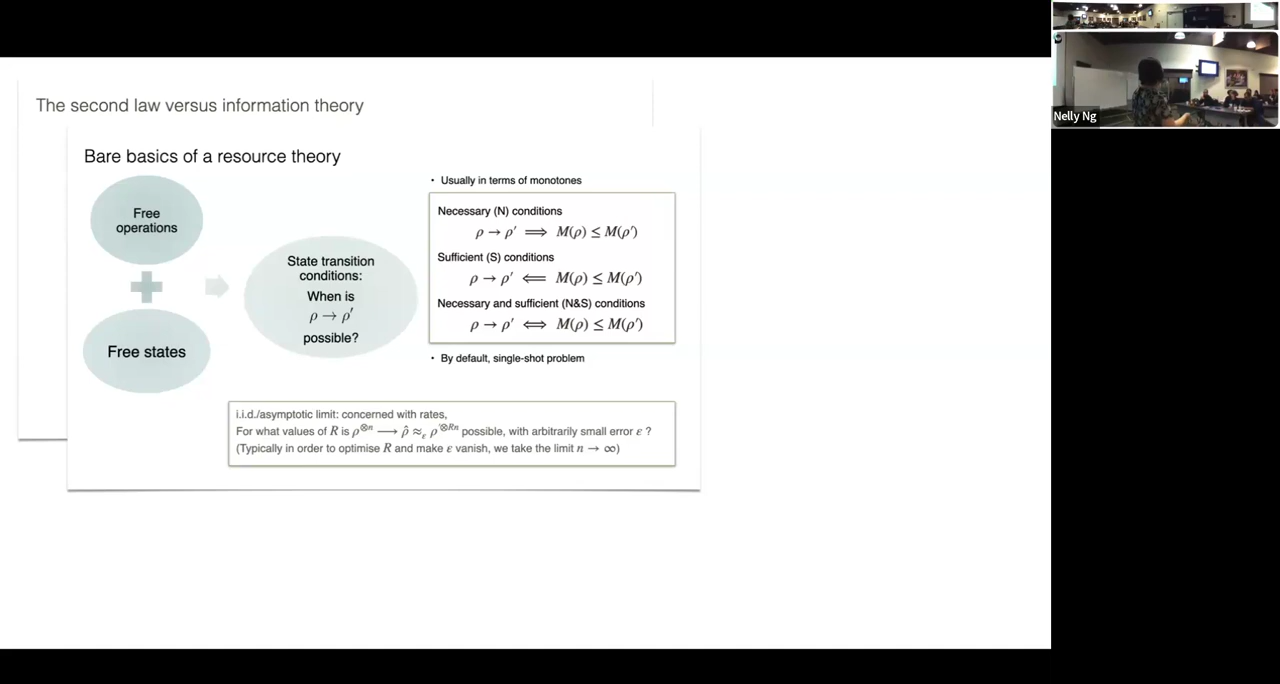 The second law versus information theory
Bare basics of a resource theory
Free
operations
Free states
State transition
conditions:
When is
ρ → ρ′
possible?
• Usually in terms of monotones
Necessary (N) conditions
ρ → ρ′ ⟹ M(ρ) ≤ M(ρ′)
Sufficient (S) conditions
ρ → ρ′ ⟸ M(ρ) ≤ M(ρ′)
Necessary and sufficient (N&S) conditions
ρ → ρ′ ⟺ M(ρ) ≤ M(ρ′)
• By default, single-shot problem
i.i.d./asymptotic limit: concerned with rates,
For what values of R is ρ^⊗n ⟶ ρ̂ ≈_ε ρ′^⊗Rn possible, with arbitrarily small error ε ?
(Typically in order to optimise R and make ε vanish, we take the limit n → ∞)
Nelly Ng